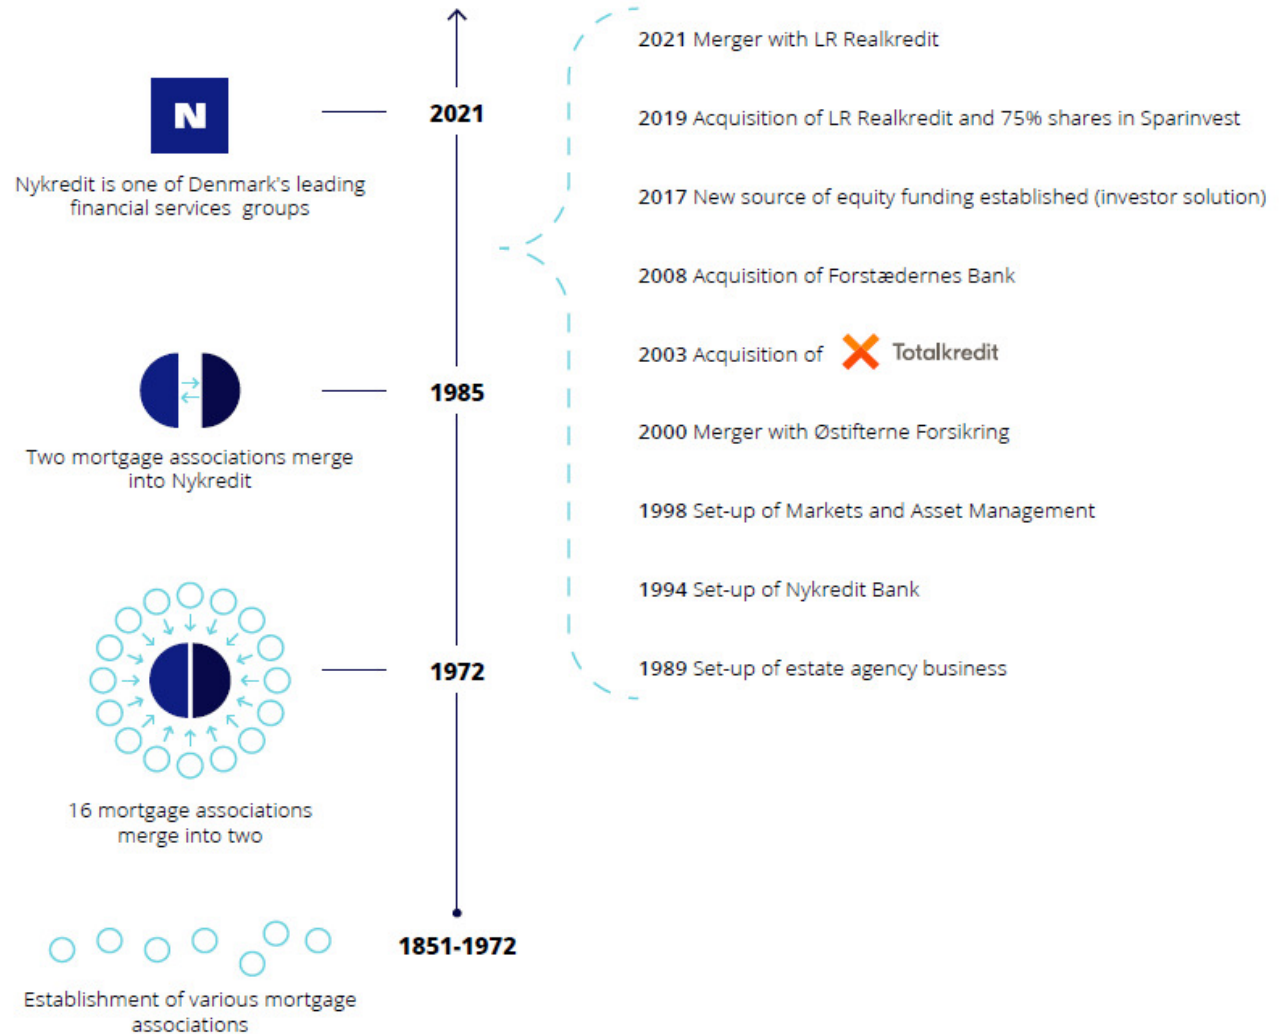 N
2021
Nykredit is one of Denmark's leading
financial services groups
1985
Two mortgage associations merge
into Nykredit
1972
16 mortgage associations
merge into two
1851-1972
Establishment of various mortgage
associations
2021 Merger with LR Realkredit
2019 Acquisition of LR Realkredit and 75% shares in Sparinvest
2017 New source of equity funding established (investor solution)
2008 Acquisition of Forstædernes Bank
2003 Acquisition of Totalkredit
2000 Merger with Østifterne Forsikring
1998 Set-up of Markets and Asset Management
1994 Set-up of Nykredit Bank
1989 Set-up of estate agency business